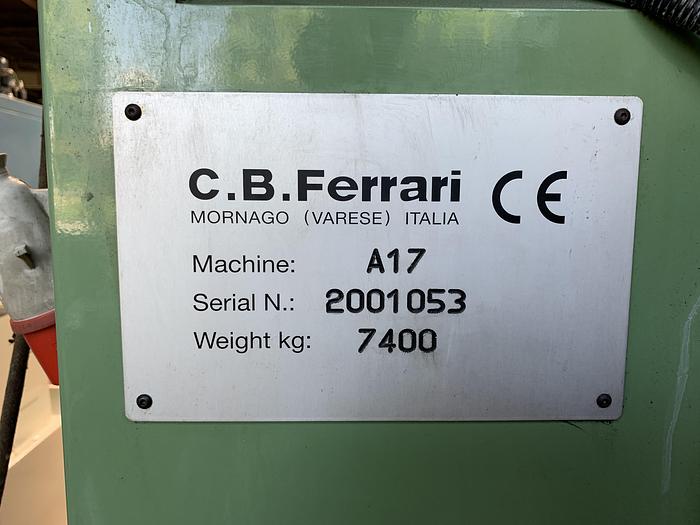 C.B.Ferrari CE
MORNAGO (VARESE) ITALIA
Machine: A17
Serial N.: 2001053
Weight kg: 7400